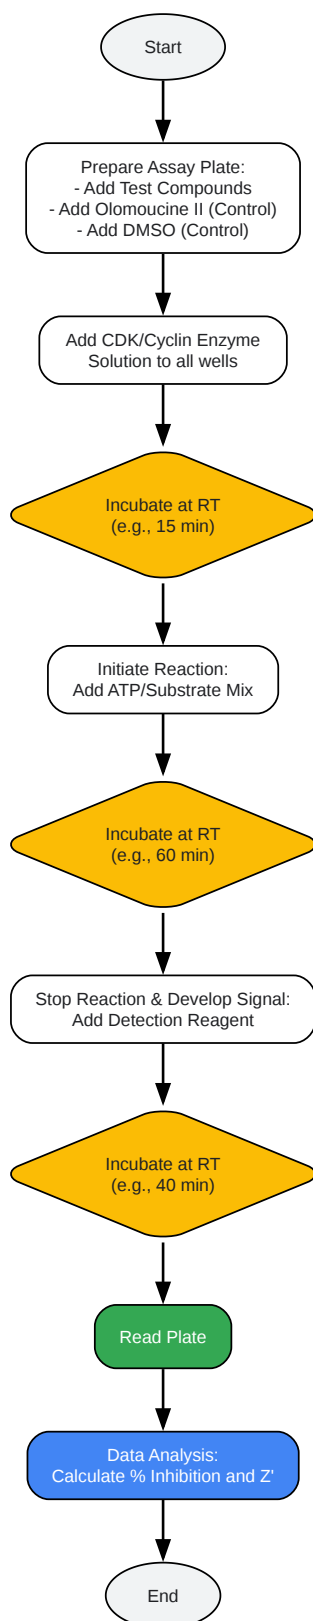 Start
Prepare Assay Plate:
- Add Test Compounds
- Add Olomoucine II (Control)
- Add DMSO (Control)
Add CDK/Cyclin Enzyme
Solution to all wells
Incubate at RT
(e.g., 15 min)
Initiate Reaction:
Add ATP/Substrate Mix
Incubate at RT
(e.g., 60 min)
Stop Reaction & Develop Signal:
Add Detection Reagent
Incubate at RT
(e.g., 40 min)
Read Plate
Data Analysis:
Calculate % Inhibition and Z'
End